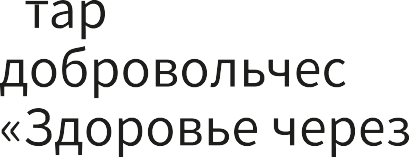 тар
добровольчес
«Здоровье через